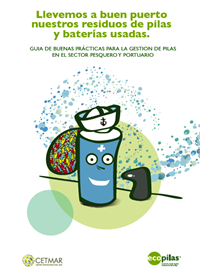 Llevemos a buen puerto
nuestros residuos de pilas
y baterías usadas.
GUIA DE BUENAS PRÁCTICAS PARA LA GESTION DE PILAS
EN EL SECTOR PESQUERO Y PORTUARIO
CETMAR
ecopilas